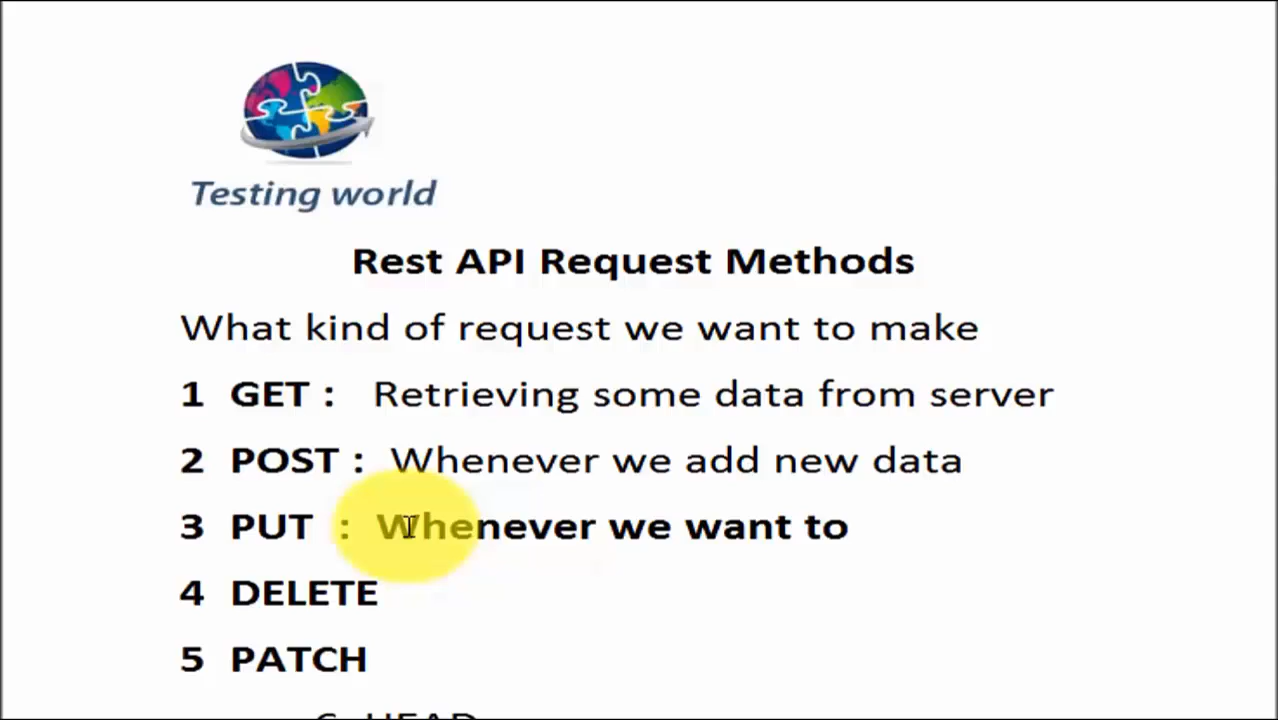 Testing world
Rest API Request Methods
What kind of request we want to make
1 GET : Retrieving some data from server
2 POST : Whenever we add new data
3 PUT : Whenever we want to
4 DELETE
5 PATCH
6 HEAD